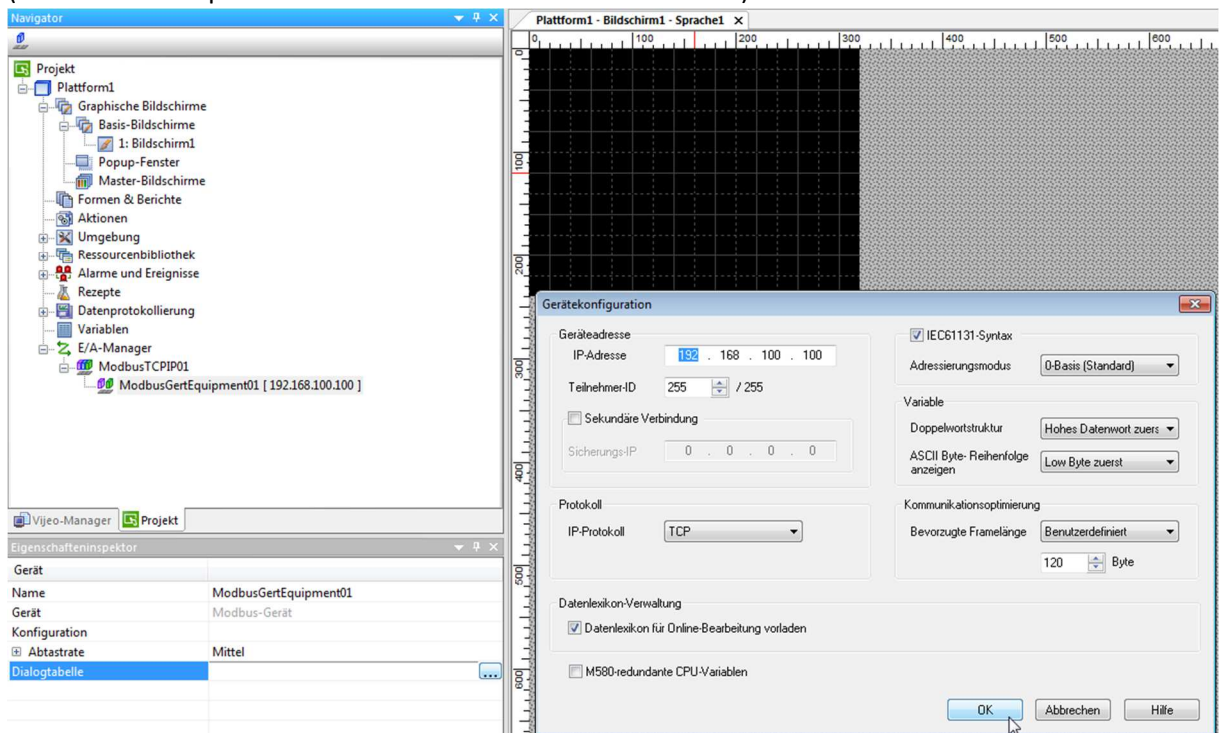 Navigator
Projekt
Plattform1
Graphische Bildschirme
Basis-Bildschirme
1: Bildschirm1
Popup-Fenster
Master-Bildschirme
Formen & Berichte
Aktionen
Umgebung
Ressourcenbibliothek
Alarme und Ereignisse
Rezepte
Datenprotokollierung
Variablen
E/A-Manager
ModbusTCPIP01
ModbusGertEquipment01 [ 192.168.100.100 ]
Vijeo-Manager Projekt
Eigenschafteninspektor
Gerät
Name ModbusGertEquipment01
Gerät Modbus-Gerät
Konfiguration
Abtastrate Mittel
Dialogtabelle ...
Plattform1 - Bildschirm1 - Sprache1
0 100 200 300 400 500 600
0
100
200
300
400
500
600
Gerätekonfiguration
Geräteadresse
IP-Adresse 192 . 168 . 100 . 100
Teilnehmer-ID 255 / 255
Sekundäre Verbindung
Sicherungs-IP 0 . 0 . 0 . 0
IEC61131-Syntax
Adressierungsmodus 0-Basis (Standard)
Variable
Doppelwortstruktur Hohes Datenwort zuers
ASCII Byte- Reihenfolge
anzeigen Low Byte zuerst
Protokoll
IP-Protokoll TCP
Kommunikationsoptimierung
Bevorzugte Framelänge Benutzerdefiniert
120 Byte
Datenlexikon-Verwaltung
Datenlexikon für Online-Bearbeitung vorladen
M580-redundante CPU-Variablen
OK Abbrechen Hilfe